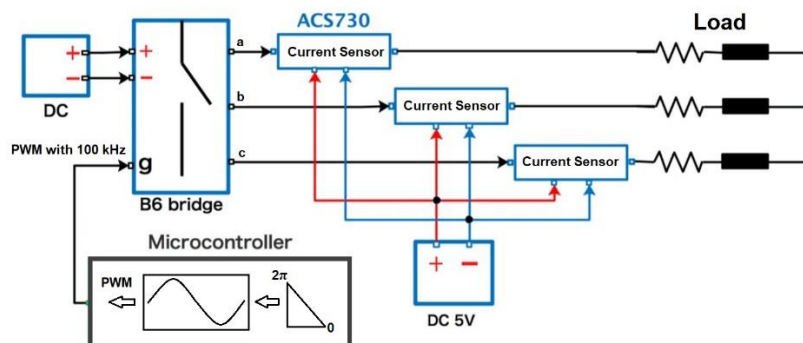 ACS730
Load
Current Sensor
a
+
−
+
−
DC
b
Current Sensor
PWM with 100 kHz
c
Current Sensor
g
B6 bridge
Microcontroller
+
−
PWM
2π
0
DC 5V